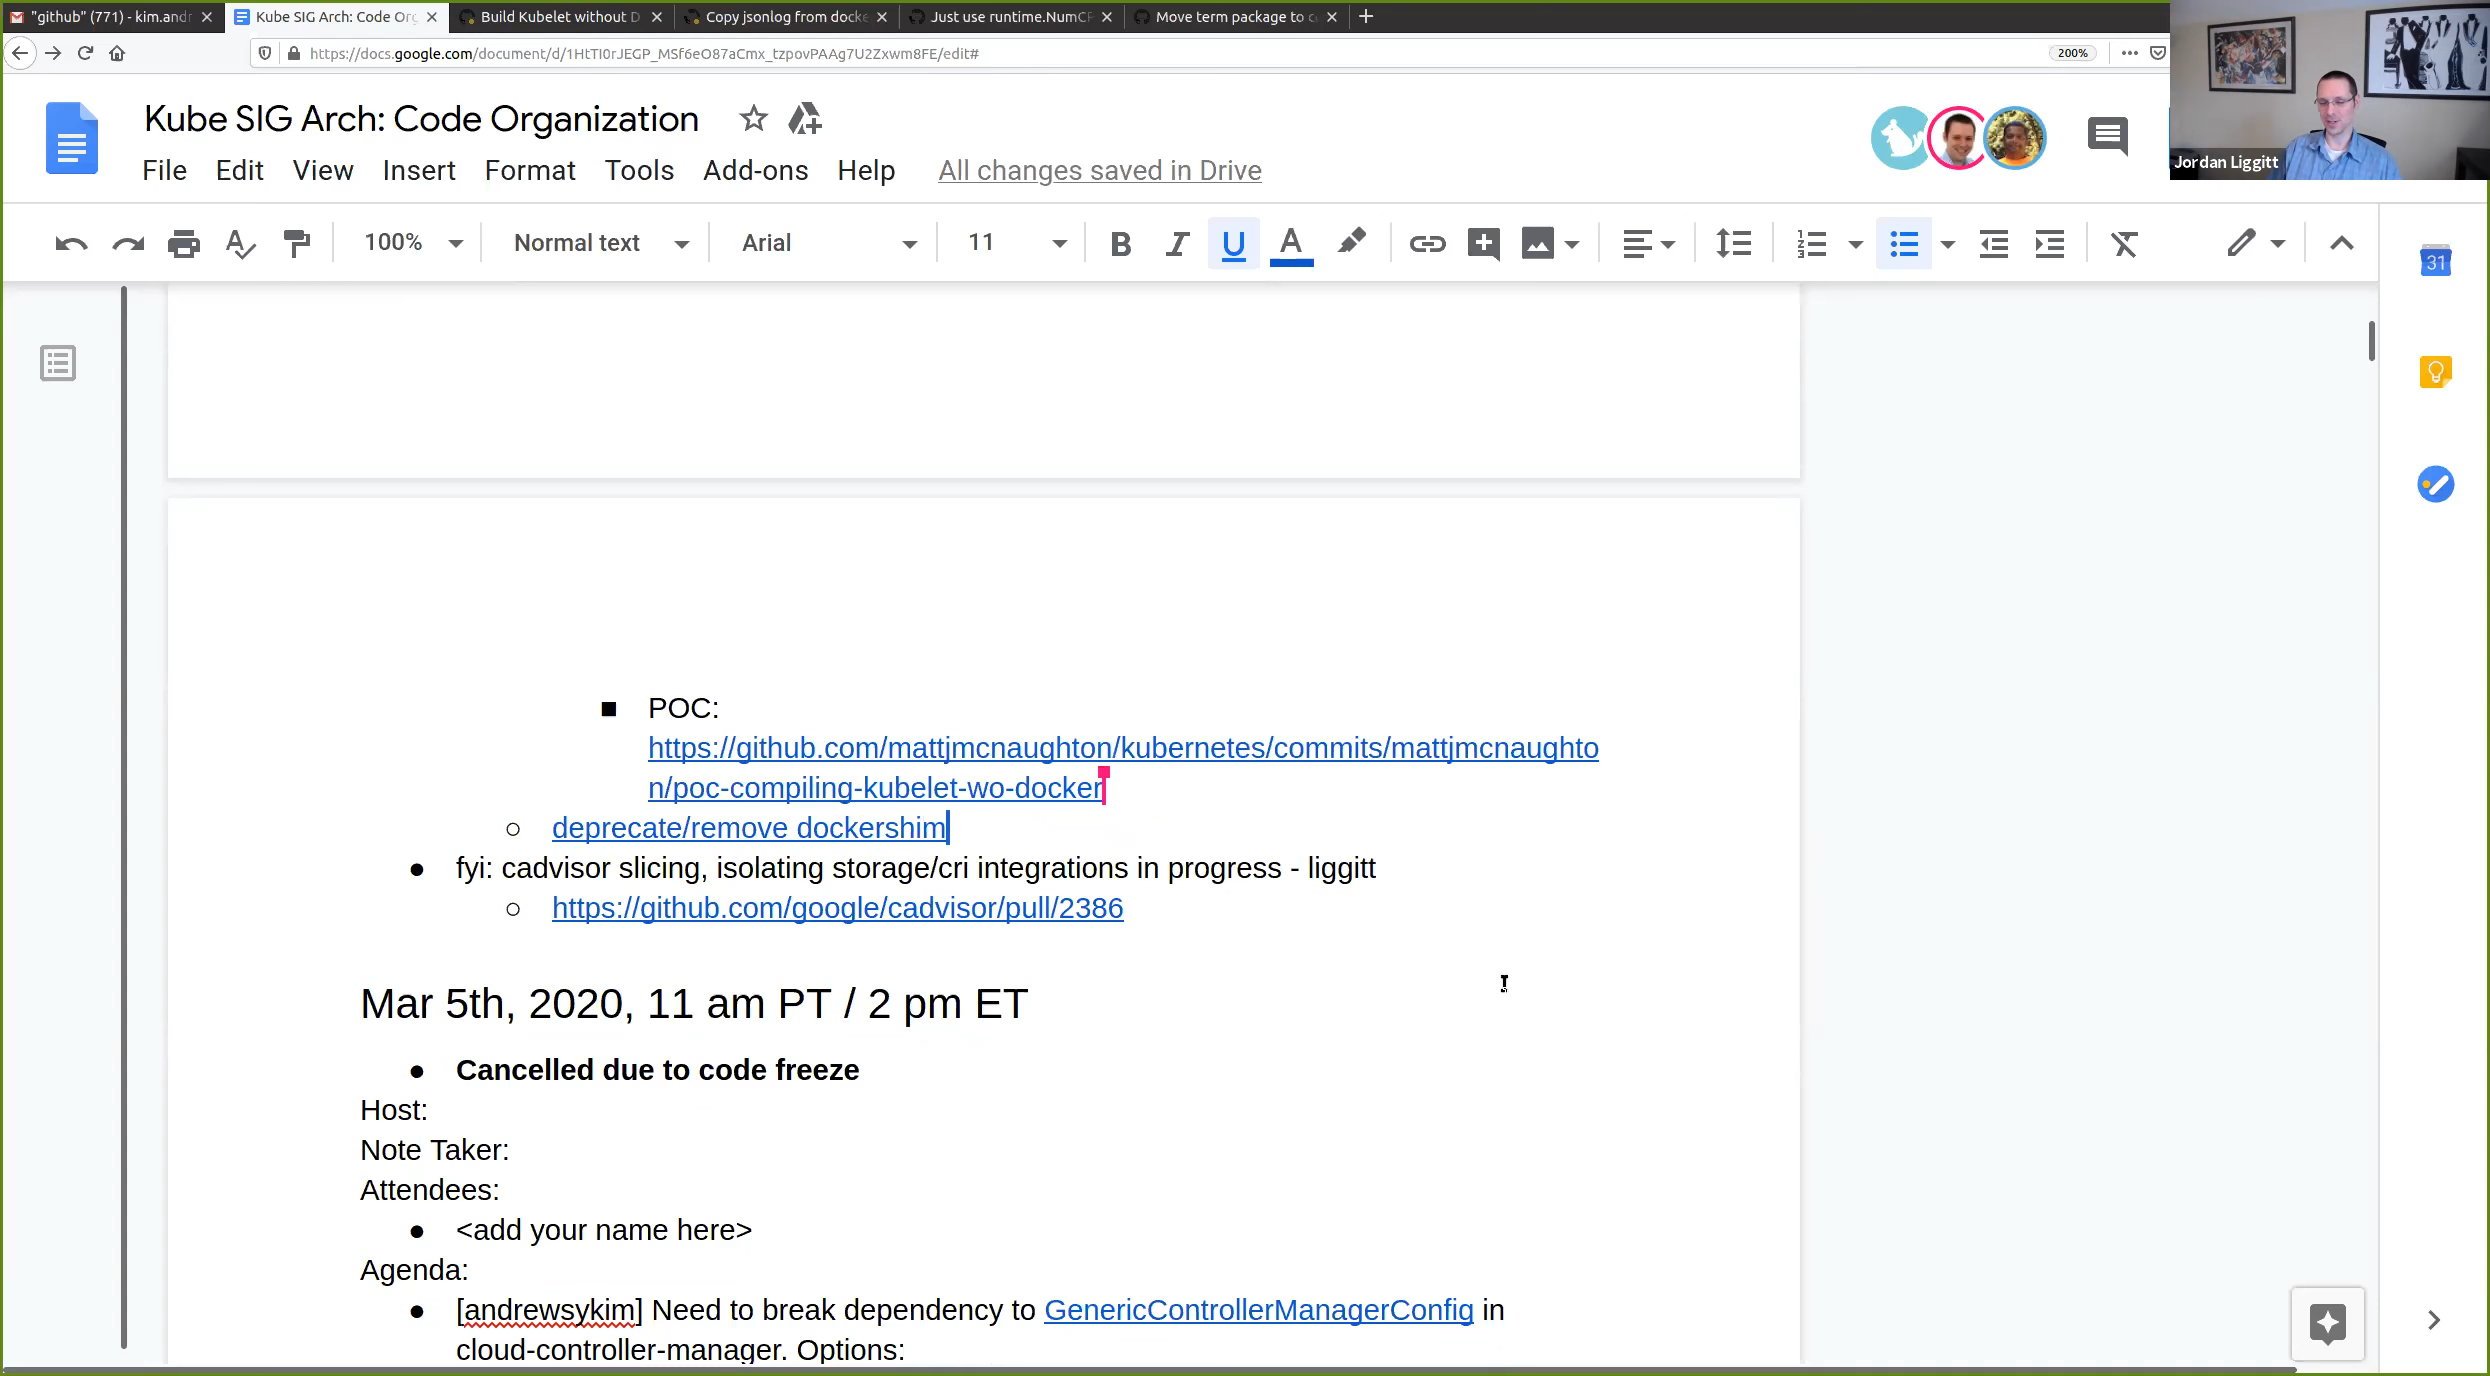 "github" (771) - kim.andr
Kube SIG Arch: Code Org
Build Kubelet without D
Copy jsonlog from docke
Just use runtime.NumCP
Move term package to c
https://docs.google.com/document/d/1HtTI0rJEGP_MSf6eO87aCmx_tzpovPAAg7U2Zxwm8FE/edit#
200%
Kube SIG Arch: Code Organization
File Edit View Insert Format Tools Add-ons Help All changes saved in Drive
Jordan Liggitt
100% Normal text Arial 11
31
■ POC:
https://github.com/mattjmcnaughton/kubernetes/commits/mattjmcnaughto
n/poc-compiling-kubelet-wo-docker
○ deprecate/remove dockershim
● fyi: cadvisor slicing, isolating storage/cri integrations in progress - liggitt
○ https://github.com/google/cadvisor/pull/2386
Mar 5th, 2020, 11 am PT / 2 pm ET
● Cancelled due to code freeze
Host:
Note Taker:
Attendees:
● <add your name here>
Agenda:
● [andrewsykim] Need to break dependency to GenericControllerManagerConfig in
cloud-controller-manager. Options: